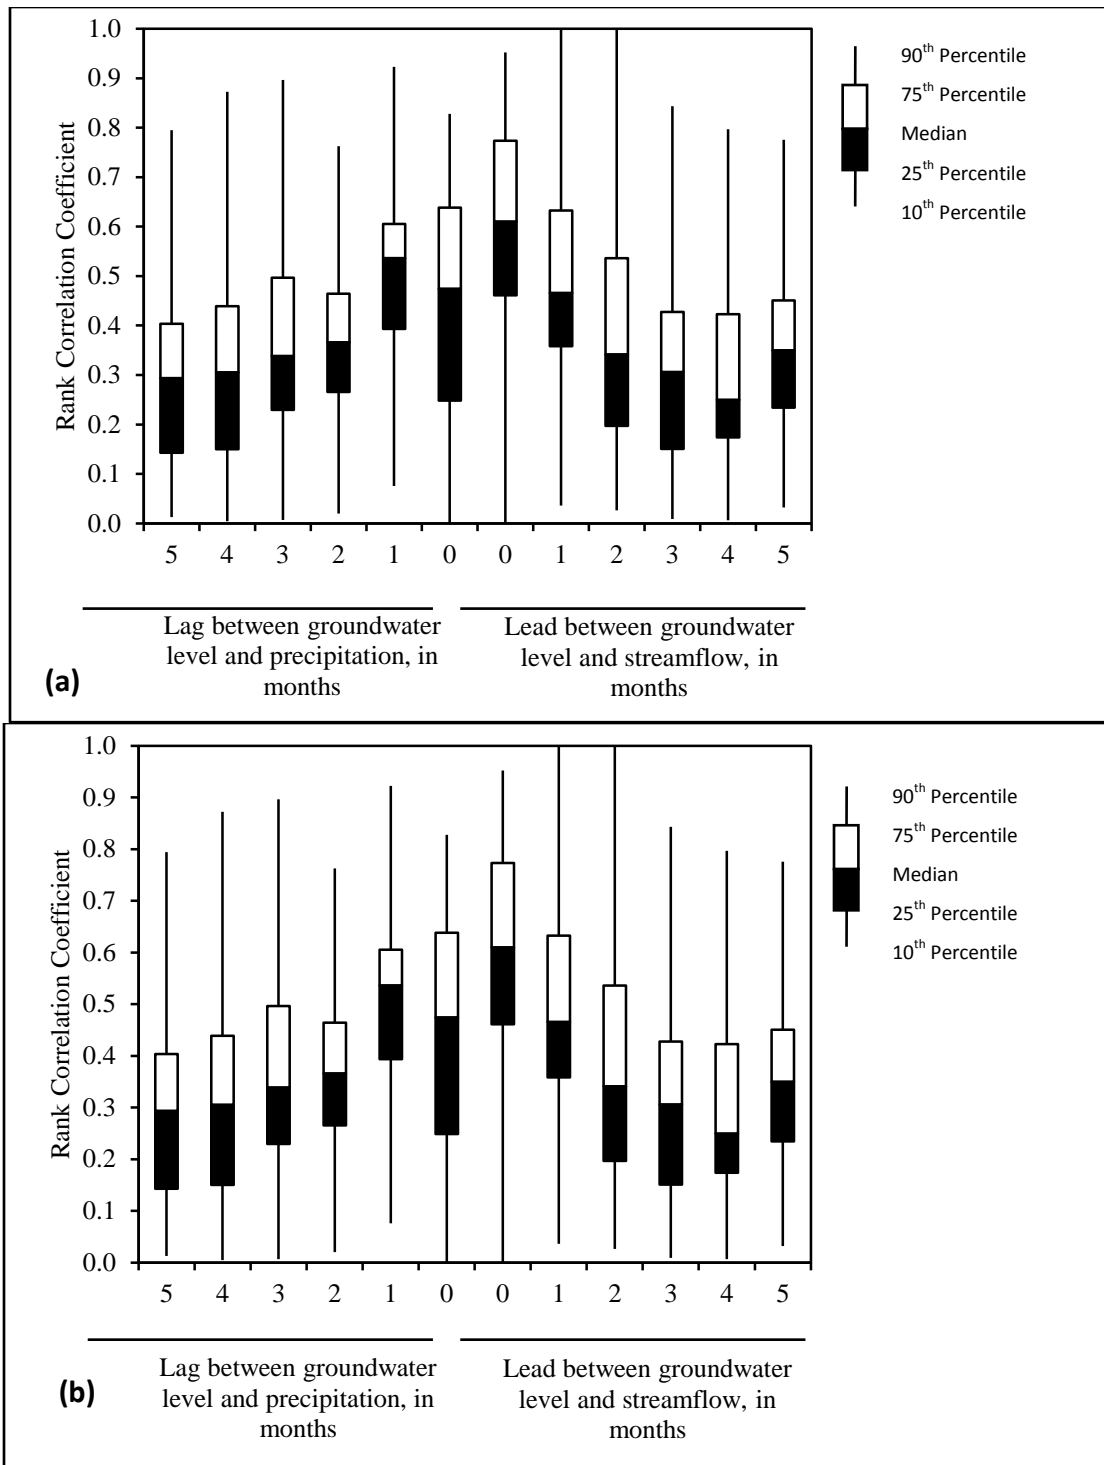 1.0
0.9
0.8
0.7
0.6
0.5
0.4
0.3
0.2
0.1
0.0
Rank Correlation Coefficient
90th Percentile
75th Percentile
Median
25th Percentile
10th Percentile
5 4 3 2 1 0 0 1 2 3 4 5
Lag between groundwater
level and precipitation, in
months
Lead between groundwater
level and streamflow, in
months
(a)
1.0
0.9
0.8
0.7
0.6
0.5
0.4
0.3
0.2
0.1
0.0
Rank Correlation Coefficient
90th Percentile
75th Percentile
Median
25th Percentile
10th Percentile
5 4 3 2 1 0 0 1 2 3 4 5
Lag between groundwater
level and precipitation, in
months
Lead between groundwater
level and streamflow, in
months
(b)